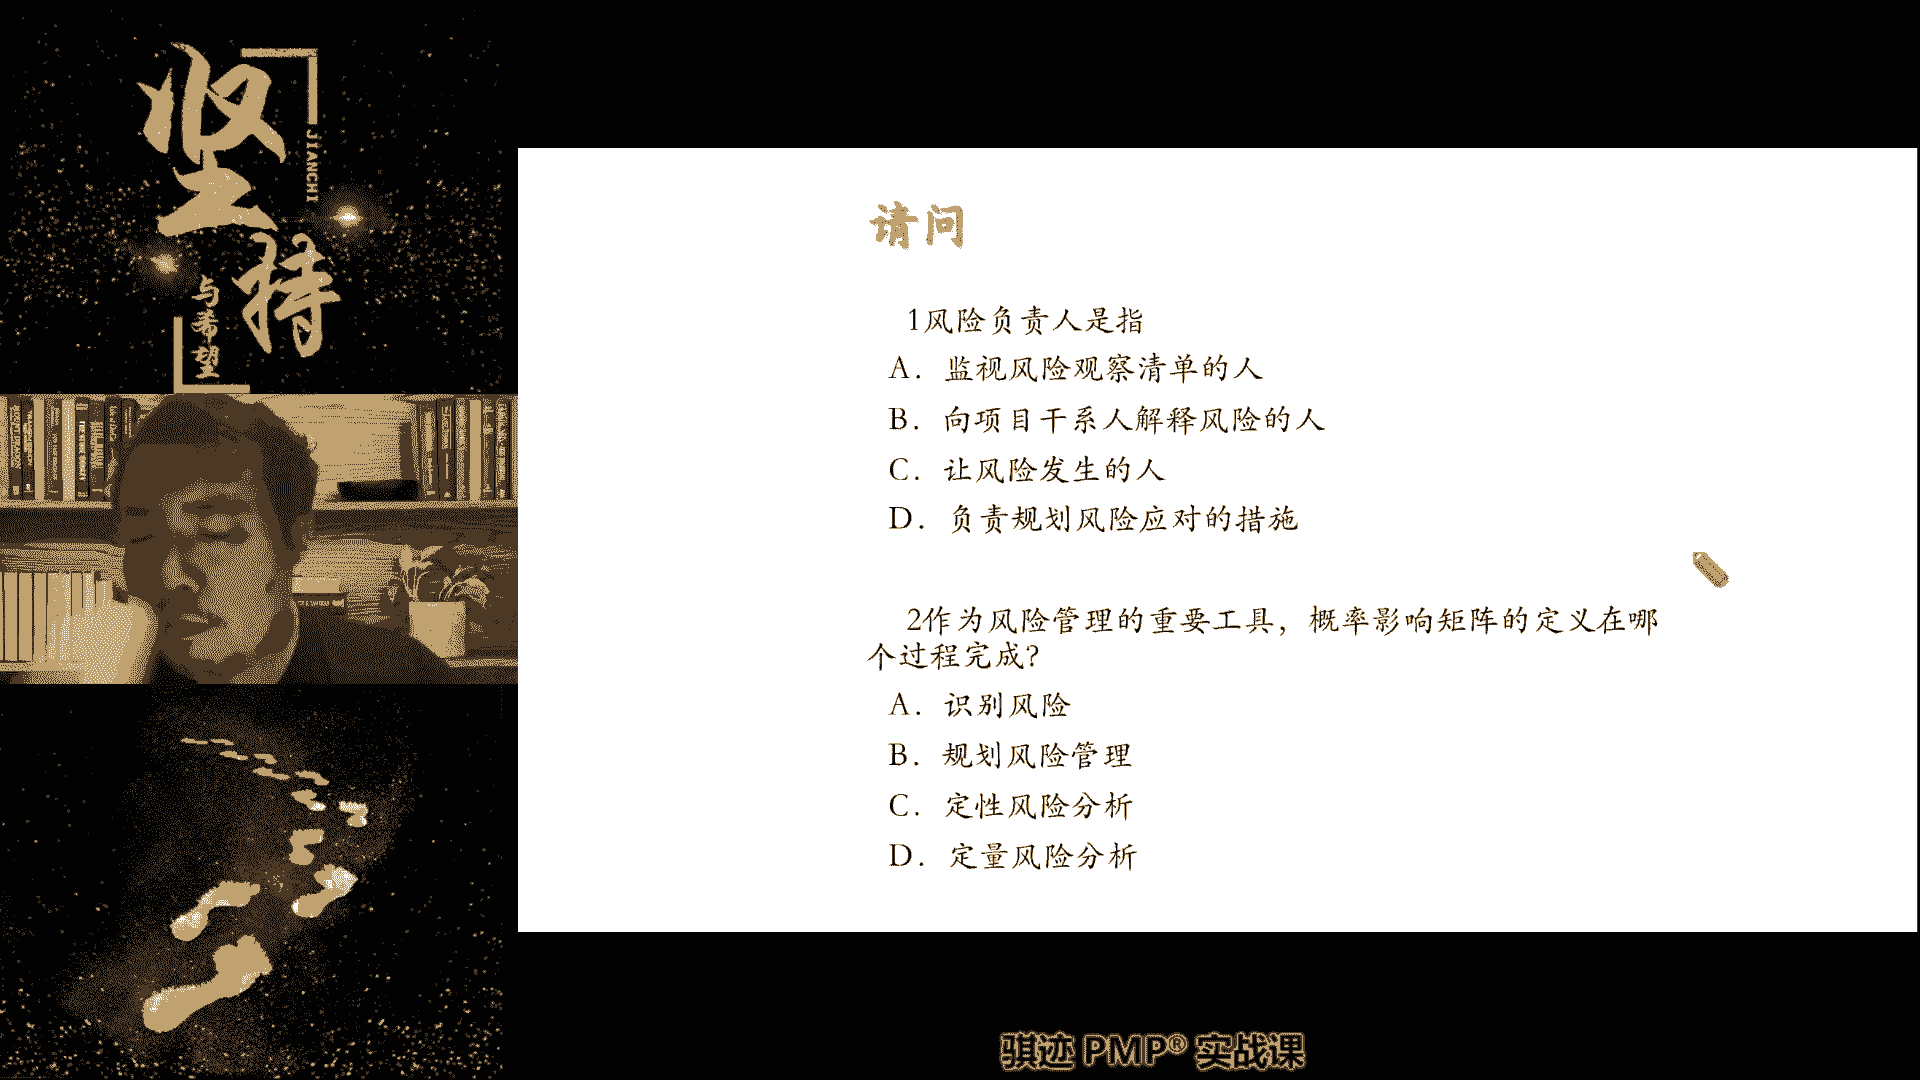 坚持
JIANCHI
与希望
请问
1风险负责人是指
A. 监视风险观察清单的人
B. 向项目干系人解释风险的人
C. 让风险发生的人
D. 负责规划风险应对的措施
2作为风险管理的重要工具，概率影响矩阵的定义在哪
个过程完成?
A. 识别风险
B. 规划风险管理
C. 定性风险分析
D. 定量风险分析
骐迹 PMP® 实战课